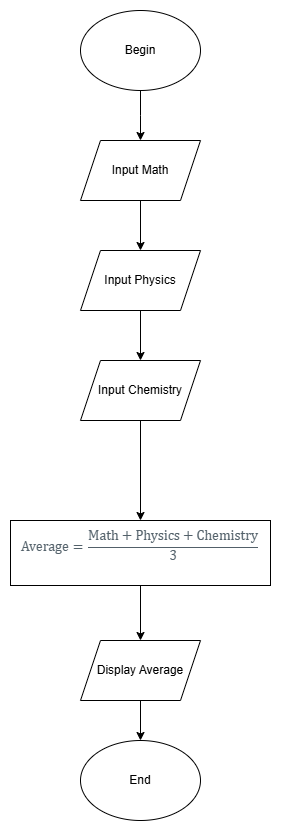 Begin
Input Math
Input Physics
Input Chemistry
Average = (Math + Physics + Chemistry) / 3
Display Average
End